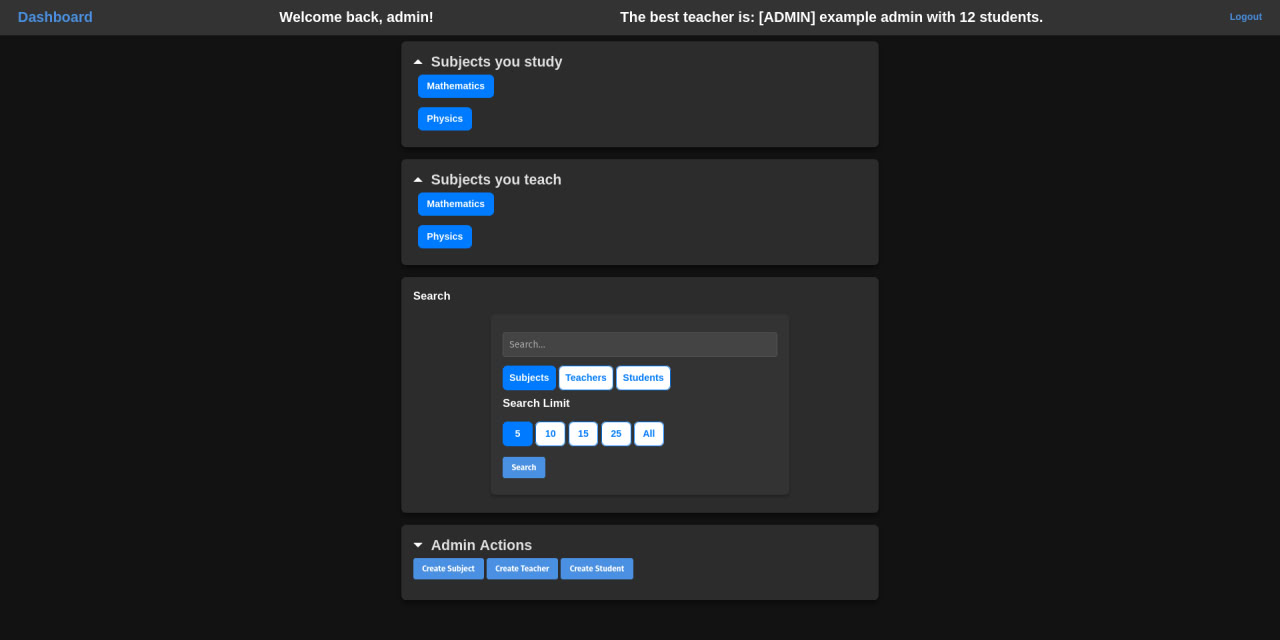 Dashboard Welcome back, admin! The best teacher is: [ADMIN] example admin with 12 students. Logout
Subjects you study
Mathematics
Physics
Subjects you teach
Mathematics
Physics
Search
Search...
Subjects Teachers Students
Search Limit
5 10 15 25 All
Search
Admin Actions
Create Subject Create Teacher Create Student